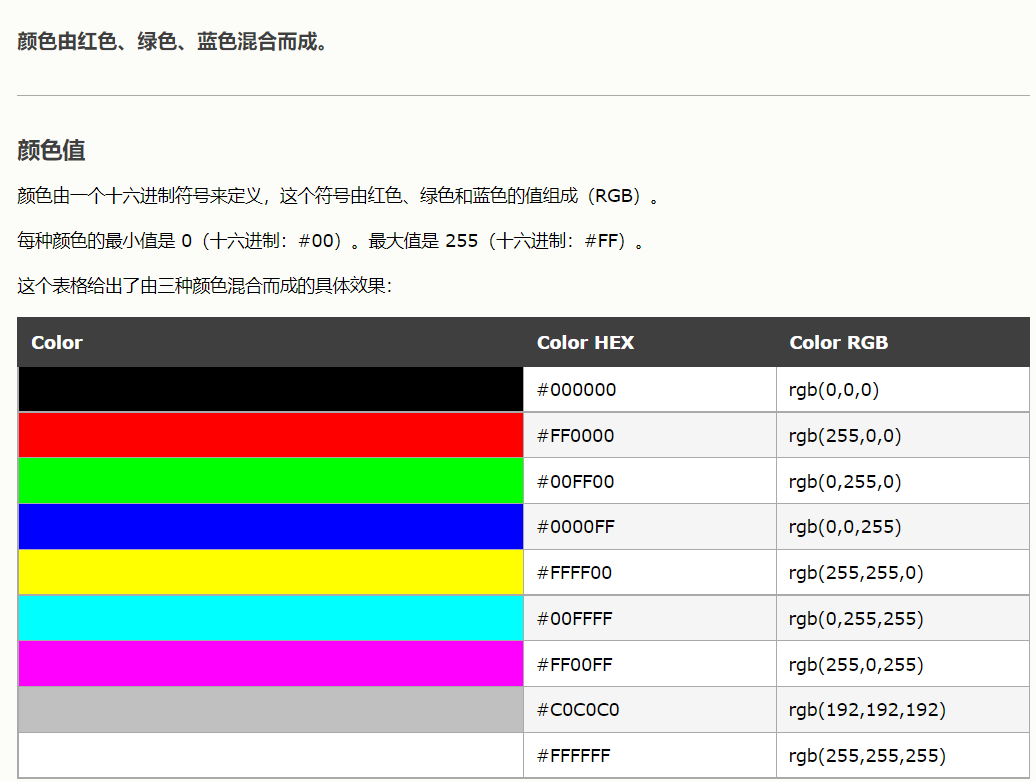 颜色由红色、绿色、蓝色混合而成。
颜色值
颜色由一个十六进制符号来定义，这个符号由红色、绿色和蓝色的值组成（RGB）。
每种颜色的最小值是 0（十六进制：#00）。最大值是 255（十六进制：#FF）。
这个表格给出了由三种颜色混合而成的具体效果：
Color Color HEX Color RGB
#000000 rgb(0,0,0)
#FF0000 rgb(255,0,0)
#00FF00 rgb(0,255,0)
#0000FF rgb(0,0,255)
#FFFF00 rgb(255,255,0)
#00FFFF rgb(0,255,255)
#FF00FF rgb(255,0,255)
#C0C0C0 rgb(192,192,192)
#FFFFFF rgb(255,255,255)